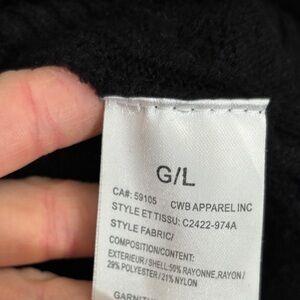 G/L
CA#: 59105 CWB APPAREL INC
STYLE ET TISSU: C2422-974A
STYLE FABRIC/
COMPOSITION/CONTENT:
EXTERIEUR/SHELL:50% RAYONNE,RAYON/
29% POLYESTER/21% NYLON